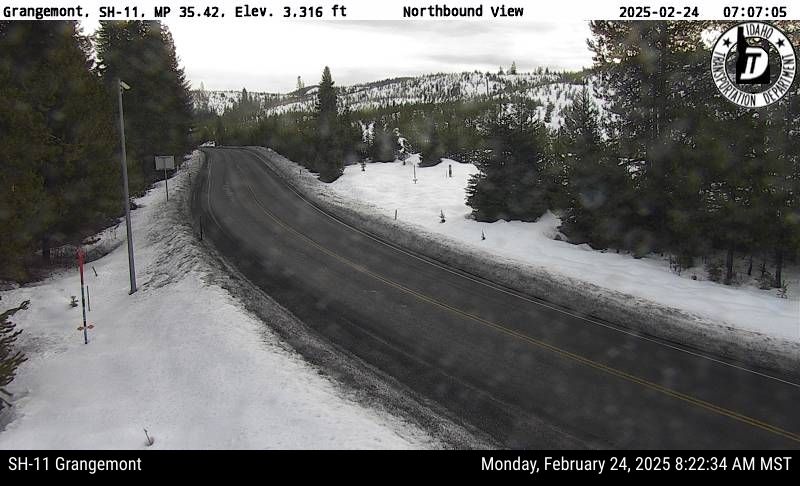 Grangemont, SH-11, MP 35.42, Elev. 3,316 ft Northbound View 2025-02-24 07:07:05
IDAHO
TRANSPORTATION DEPARTMENT
SH-11 Grangemont Monday, February 24, 2025 8:22:34 AM MST